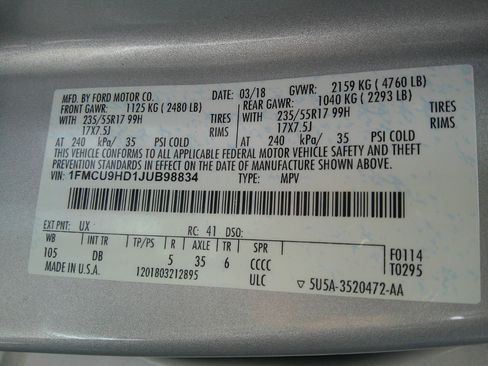 MFD. BY FORD MOTOR CO. 03/18 GVWR: 2159 KG (4760 LB)
FRONT GAWR: 1125 KG (2480 LB) REAR GAWR: 1040 KG (2293 LB)
WITH 235/55R17 99H TIRES WITH 235/55R17 99H TIRES
17X7.5J RIMS 17X7.5J RIMS
AT 240 kPa/ 35 PSI COLD AT 240 kPa/ 35 PSI COLD
THIS VEHICLE CONFORMS TO ALL APPLICABLE FEDERAL MOTOR VEHICLE SAFETY AND THEFT
PREVENTION STANDARDS IN EFFECT ON THE DATE OF MANUFACTURE SHOWN ABOVE.
VIN: 1FMCU9HD1JUB98834 TYPE: MPV
EXT PNT: UX RC: 41 DSO:
WB INT TR TP/PS R AXLE TR SPR F0114
105 DB 5 35 6 CCCC T0295
MADE IN U.S.A. 1201803212895 ULC ▽ 5U5A-3520472-AA